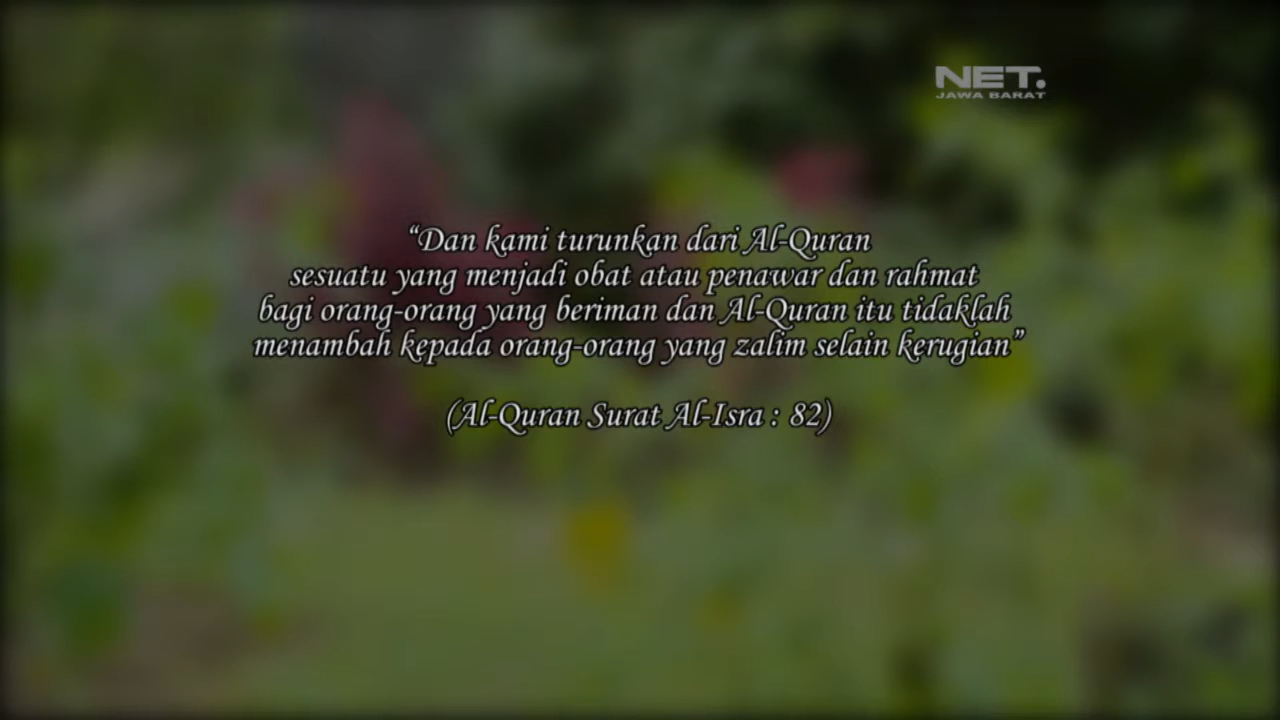 NET.
JAWA BARAT
“Dan kami turunkan dari Al-Quran
sesuatu yang menjadi obat atau penawar dan rahmat
bagi orang-orang yang beriman dan Al-Quran itu tidaklah
menambah kepada orang-orang yang zalim selain kerugian”
(Al-Quran Surat Al-Isra : 82)